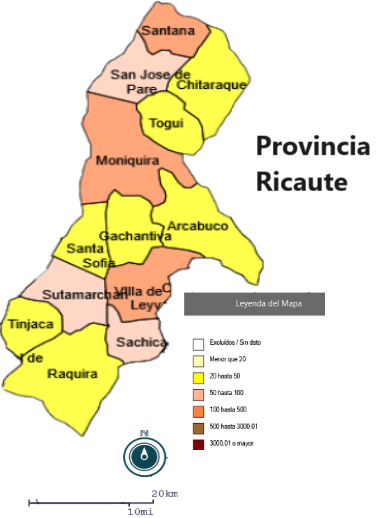 Santana
San Jose de
Pare
Chitaraque
Togui
Provincia
Ricaute
Moniquira
Arcabuco
Gachantiva
Santa
Sofia
Sutamarchan
Villa de
Leyv
Leyenda del Mapa
Tinjaca
Sachica
de
Raquira
Excluídos / Sin dato
Menor que 20
20 hasta 50
50 hasta 100
100 hasta 500
500 hasta 3000,01
3000,01 o mayor
N
20km
10mi